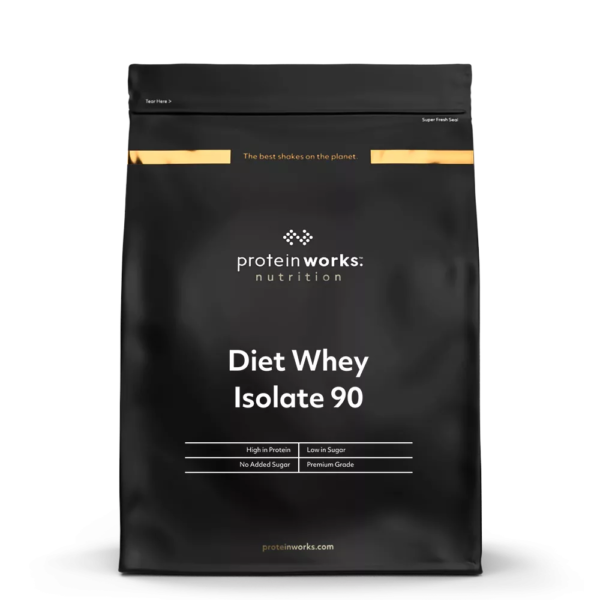 Tear Here >
Super Fresh Seal
The best shakes on the planet.
protein works™
nutrition
Diet Whey
Isolate 90
High in Protein
Low in Sugar
No Added Sugar
Premium Grade
proteinworks.com